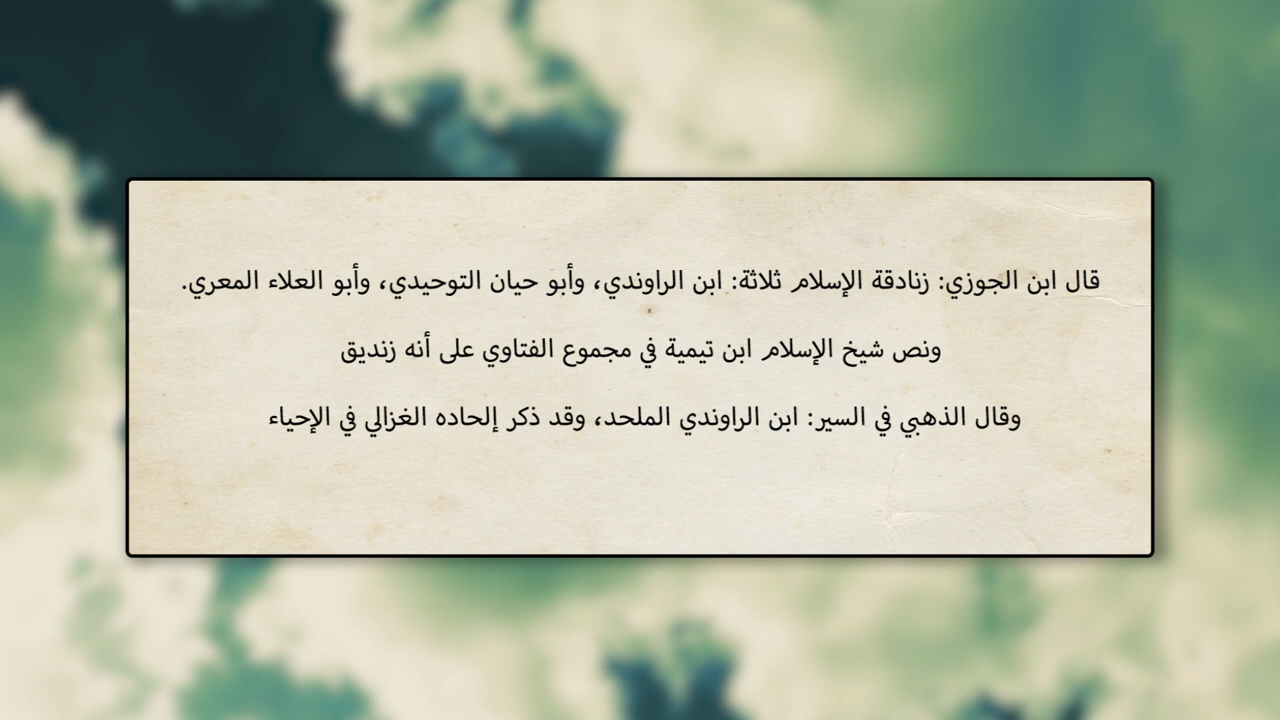 قال ابن الجوزي: زنادقة الإسلام ثلاثة: ابن الراوندي، وأبو حيان التوحيدي، وأبو العلاء المعري.
ونص شيخ الإسلام ابن تيمية في مجموع الفتاوي على أنه زنديق
وقال الذهبي في السير: ابن الراوندي الملحد، وقد ذكر إلحاده الغزالي في الإحياء